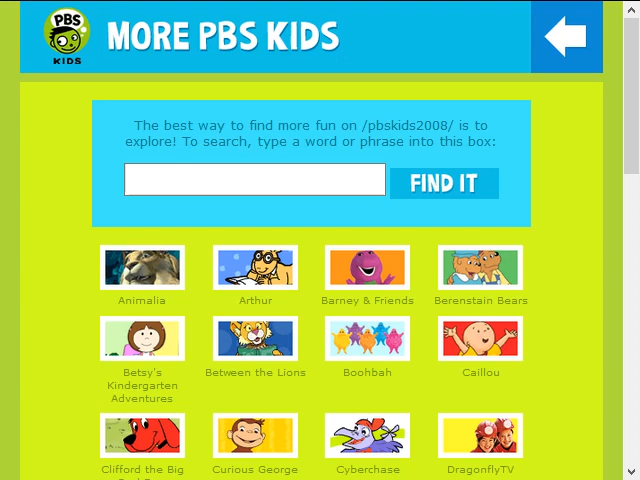 PBS
KIDS
MORE PBS KIDS
The best way to find more fun on /pbskids2008/ is to
explore! To search, type a word or phrase into this box:
FIND IT
Animalia
Arthur
Barney & Friends
Berenstain Bears
Betsy's
Kindergarten
Adventures
Between the Lions
Boohbah
Caillou
Clifford the Big
Curious George
Cyberchase
DragonflyTV